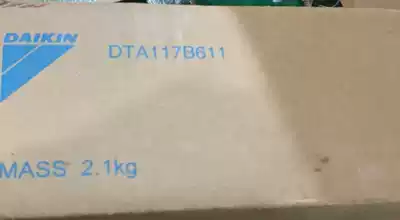 DAIKIN
DTA117B611
MASS 2.1kg